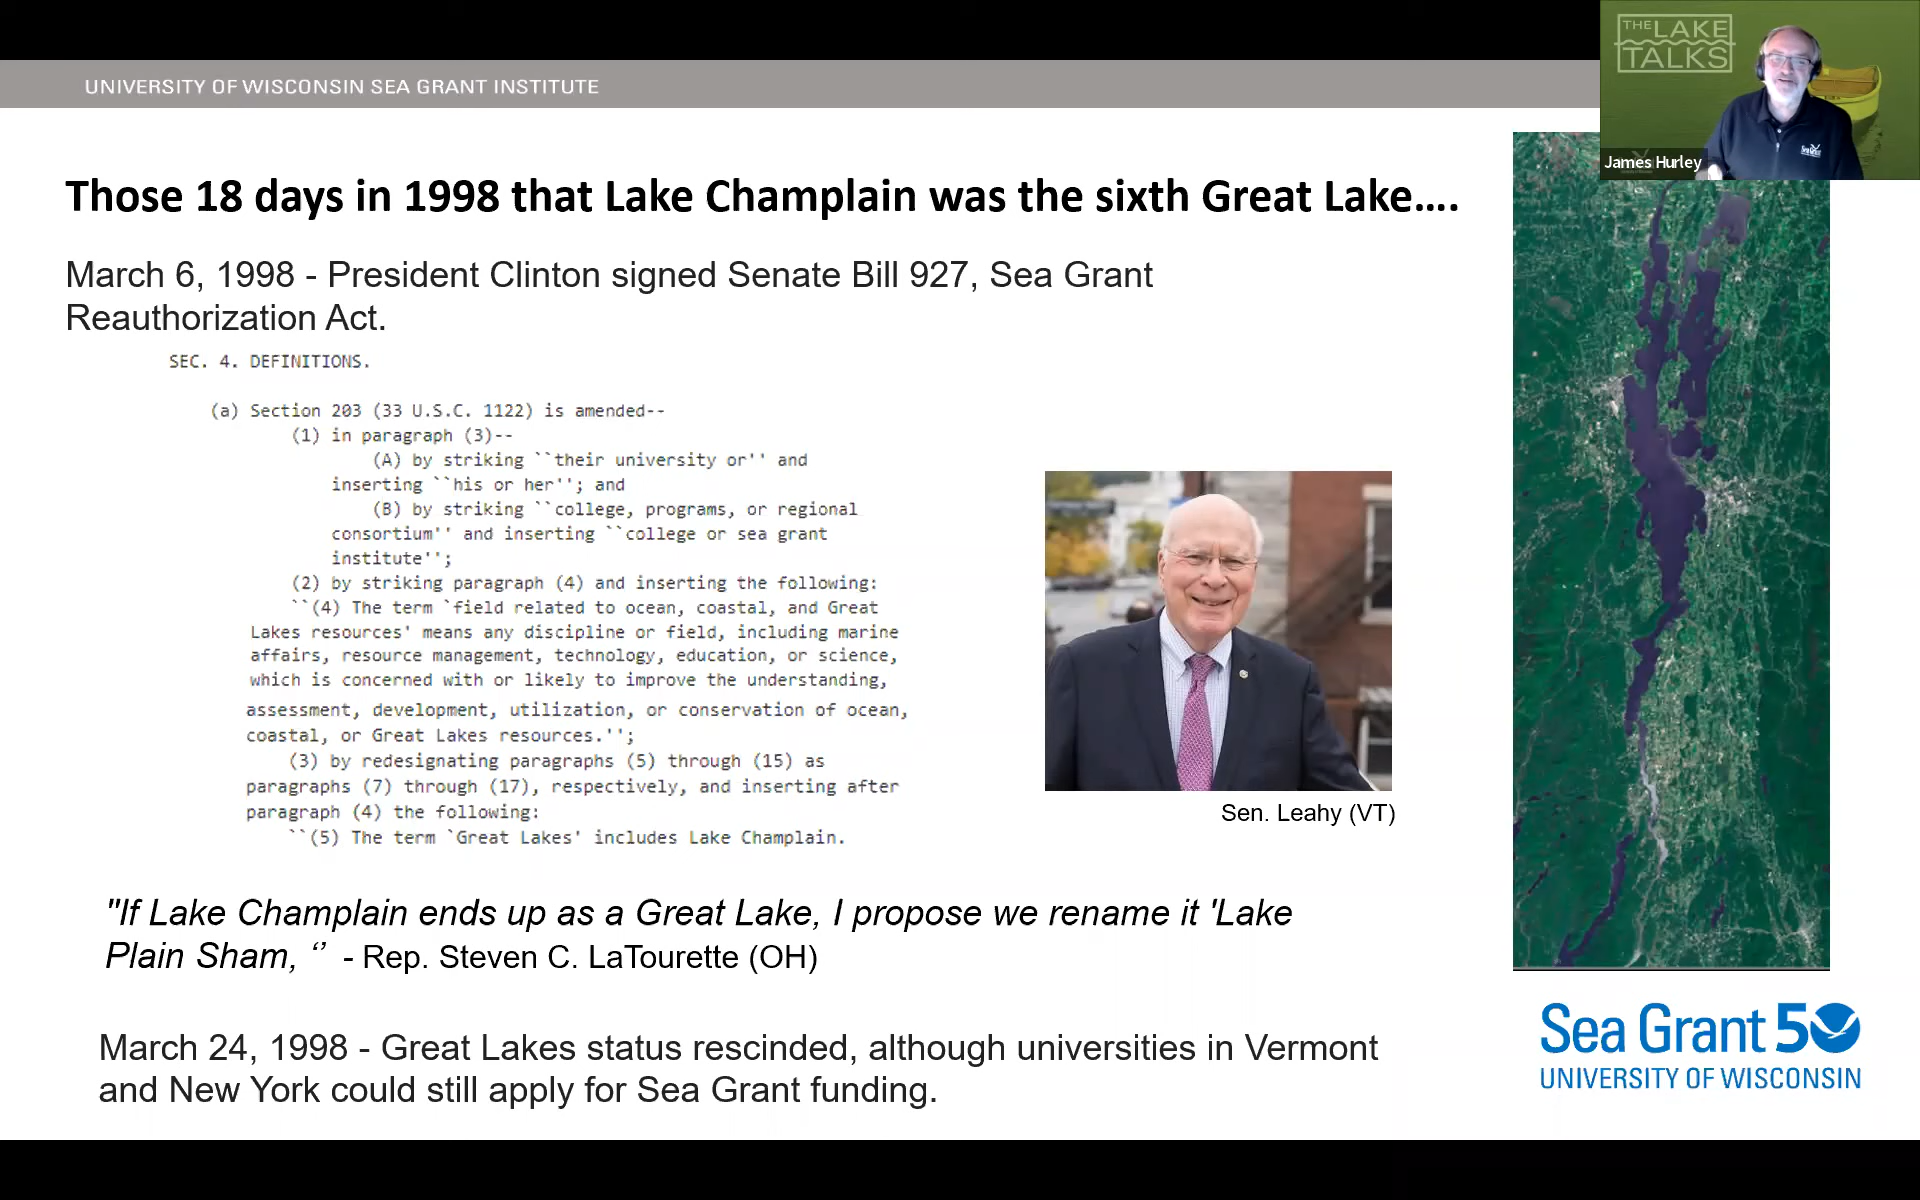 UNIVERSITY OF WISCONSIN SEA GRANT INSTITUTE
THE LAKE
TALKS
Sea Grant
James Hurley
Those 18 days in 1998 that Lake Champlain was the sixth Great Lake....
March 6, 1998 - President Clinton signed Senate Bill 927, Sea Grant
Reauthorization Act.
SEC. 4. DEFINITIONS.
(a) Section 203 (33 U.S.C. 1122) is amended--
(1) in paragraph (3)--
(A) by striking ``their university or'' and
inserting ``his or her''; and
(B) by striking ``college, programs, or regional
consortium'' and inserting ``college or sea grant
institute'';
(2) by striking paragraph (4) and inserting the following:
``(4) The term `field related to ocean, coastal, and Great
Lakes resources' means any discipline or field, including marine
affairs, resource management, technology, education, or science,
which is concerned with or likely to improve the understanding,
assessment, development, utilization, or conservation of ocean,
coastal, or Great Lakes resources.'';
(3) by redesignating paragraphs (5) through (15) as
paragraphs (7) through (17), respectively, and inserting after
paragraph (4) the following:
``(5) The term `Great Lakes' includes Lake Champlain.
Sen. Leahy (VT)
"If Lake Champlain ends up as a Great Lake, I propose we rename it 'Lake
Plain Sham, ‘’ - Rep. Steven C. LaTourette (OH)
March 24, 1998 - Great Lakes status rescinded, although universities in Vermont
and New York could still apply for Sea Grant funding.
Sea Grant 50
UNIVERSITY OF WISCONSIN